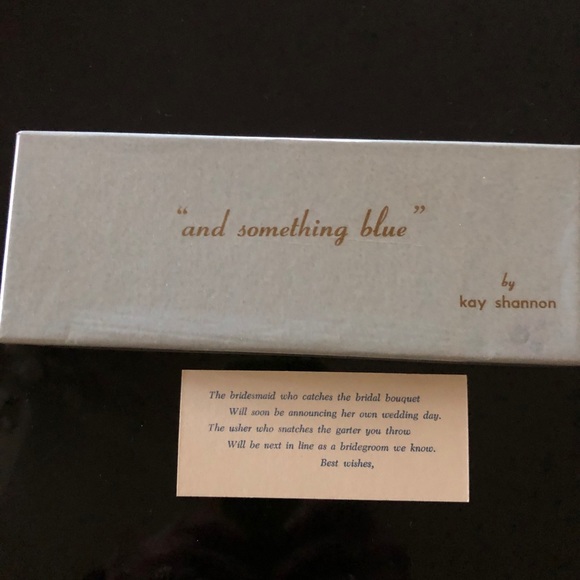 “and something blue”
by
kay shannon
The bridesmaid who catches the bridal bouquet
Will soon be announcing her own wedding day.
The usher who snatches the garter you throw
Will be next in line as a bridegroom we know.
Best wishes,